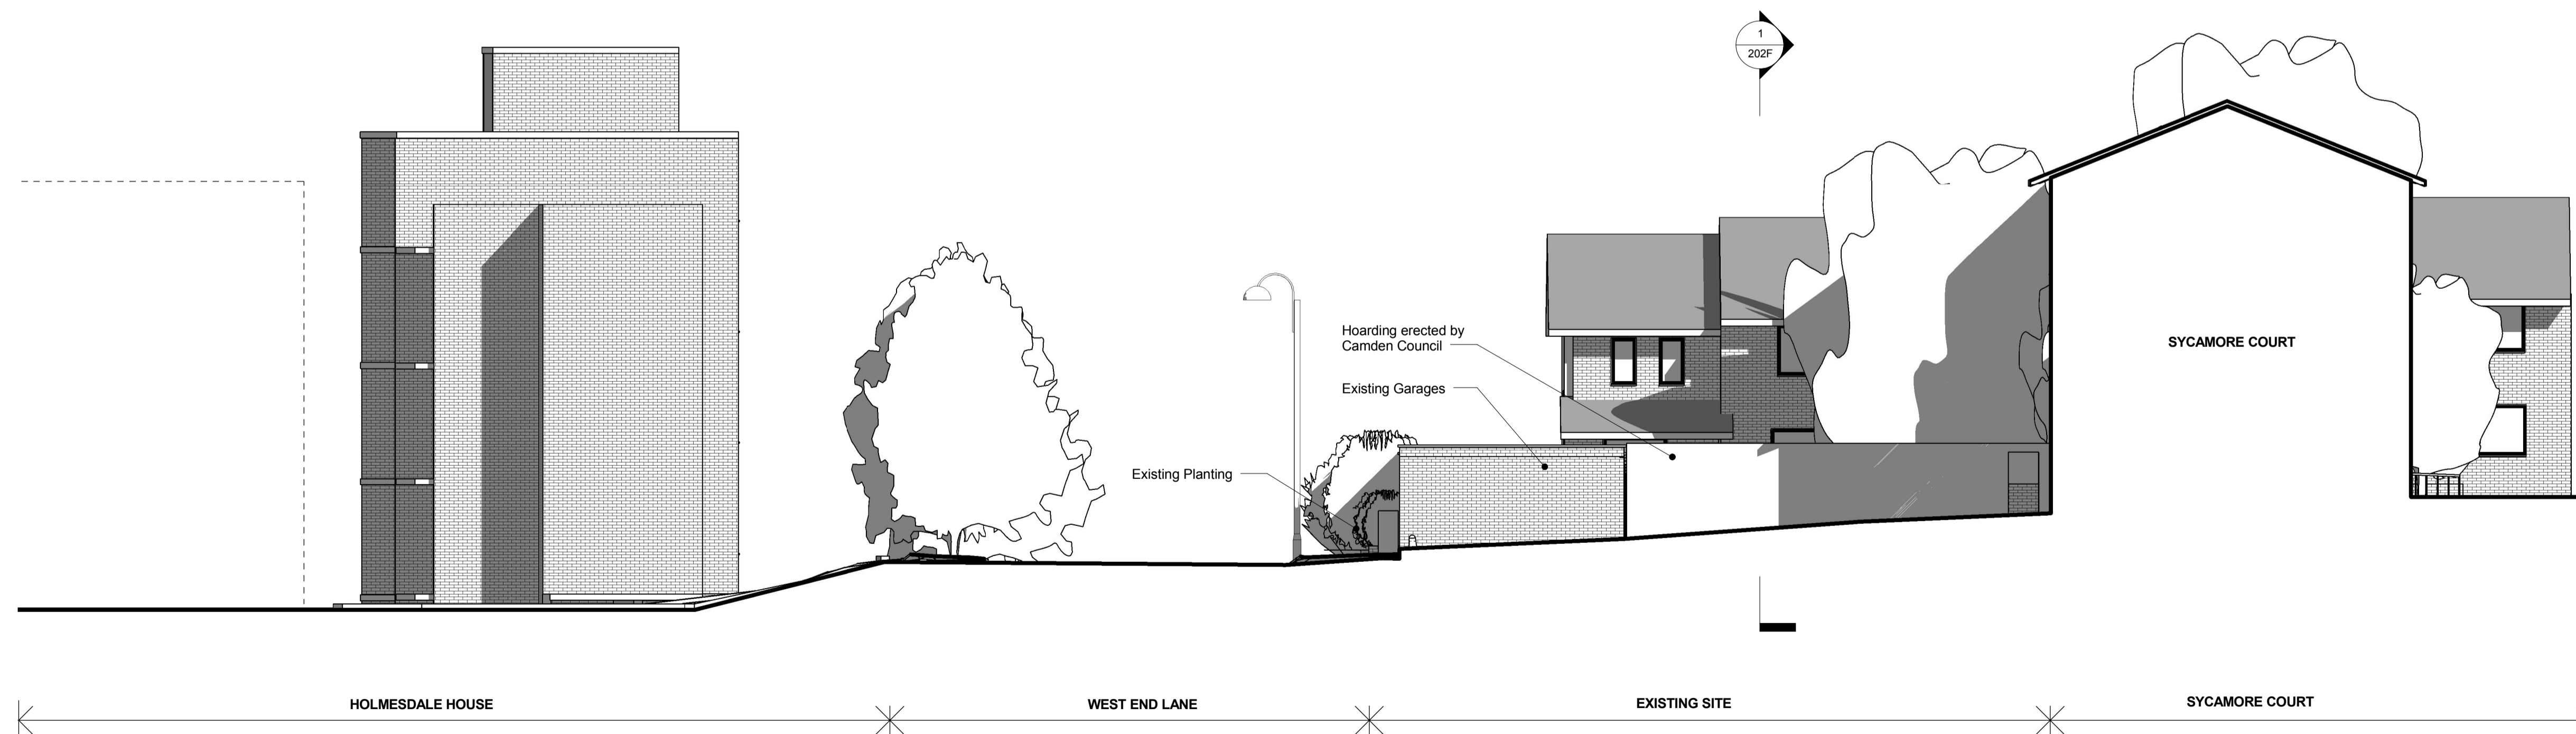 1
202F
Hoarding erected by
Camden Council
Existing Garages
Existing Planting
SYCAMORE COURT
HOLMESDALE HOUSE
WEST END LANE
EXISTING SITE
SYCAMORE COURT